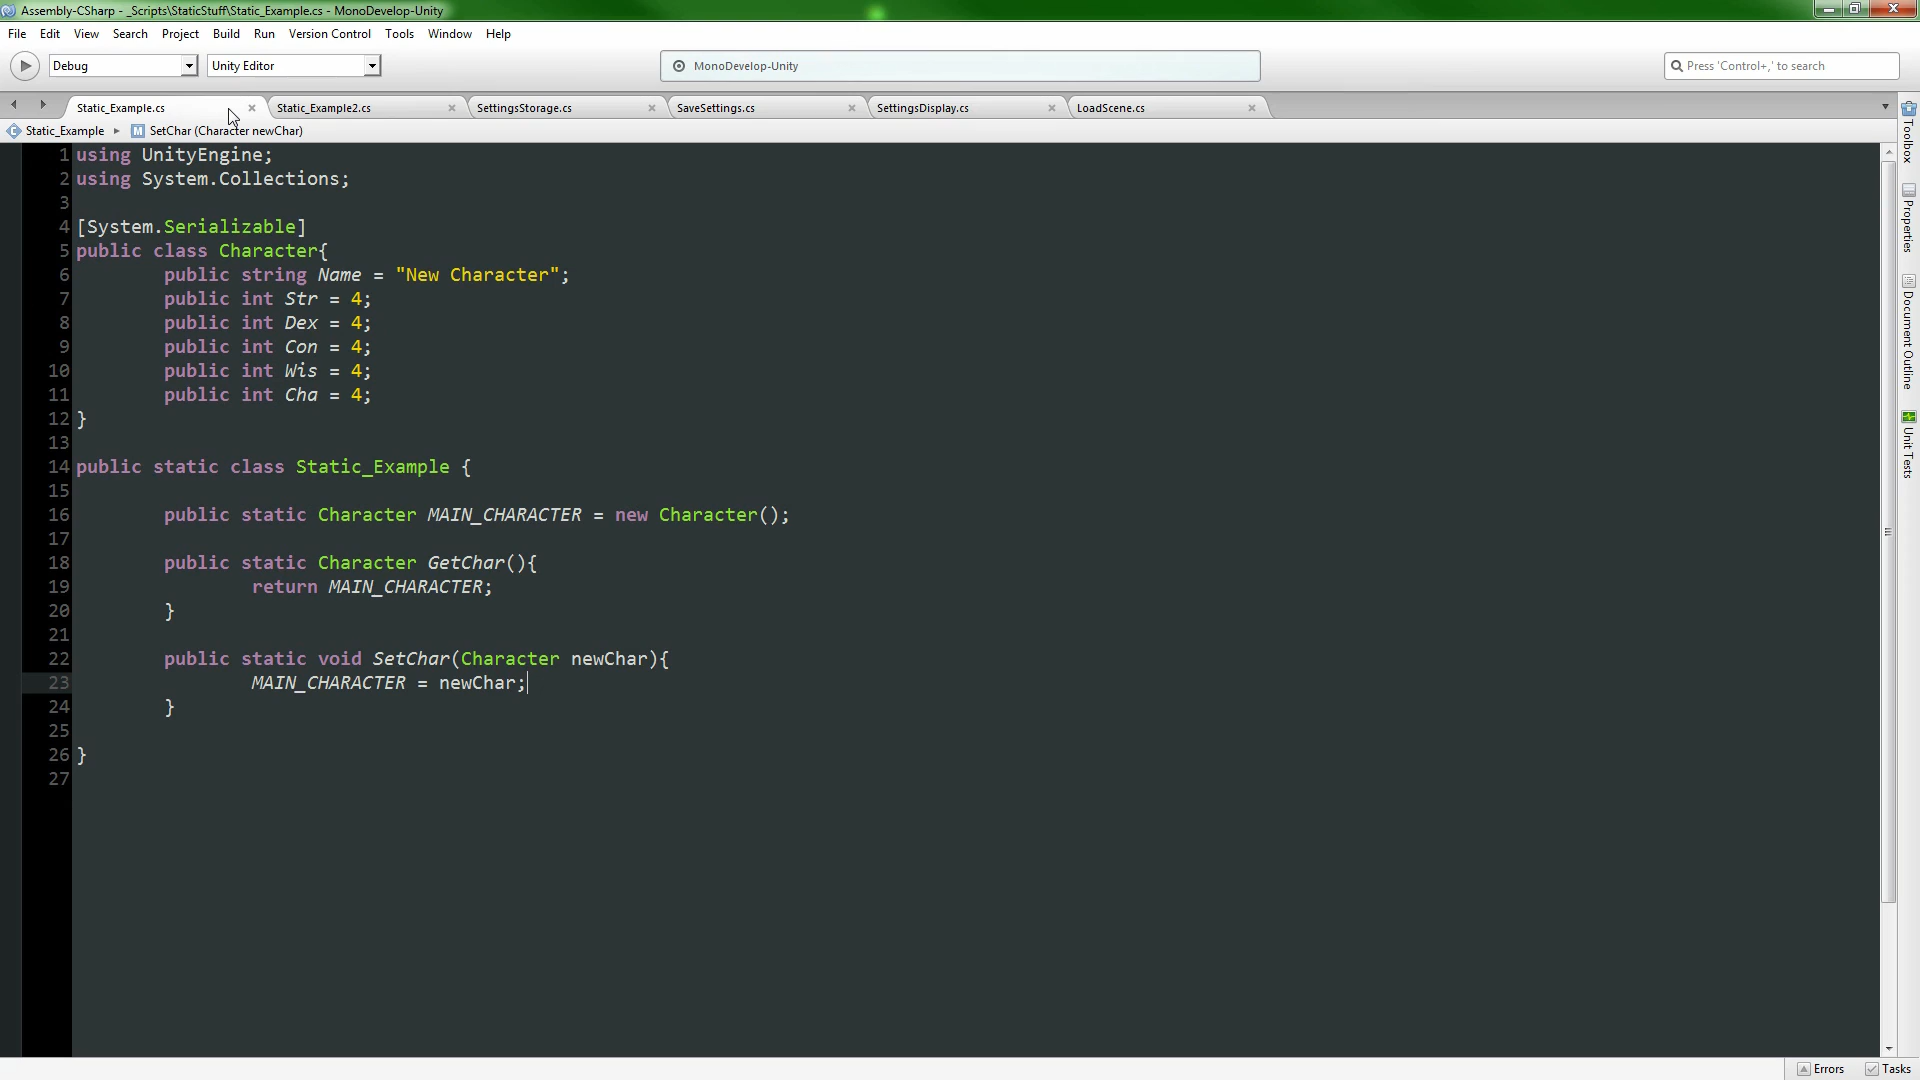 Assembly-CSharp - _Scripts\StaticStuff\Static_Example.cs - MonoDevelop-Unity
File Edit View Search Project Build Run Version Control Tools Window Help
Debug Unity Editor MonoDevelop-Unity Press 'Control+,' to search
Static_Example.cs Static_Example2.cs SettingsStorage.cs SaveSettings.cs SettingsDisplay.cs LoadScene.cs
Static_Example SetChar (Character newChar)
1 using UnityEngine;
2 using System.Collections;
3
4 [System.Serializable]
5 public class Character{
6 public string Name = "New Character";
7 public int Str = 4;
8 public int Dex = 4;
9 public int Con = 4;
10 public int Wis = 4;
11 public int Cha = 4;
12 }
13
14 public static class Static_Example {
15
16 public static Character MAIN_CHARACTER = new Character();
17
18 public static Character GetChar(){
19 return MAIN_CHARACTER;
20 }
21
22 public static void SetChar(Character newChar){
23 MAIN_CHARACTER = newChar;
24 }
25
26 }
27
Toolbox
Properties
Document Outline
Unit Tests
Errors Tasks